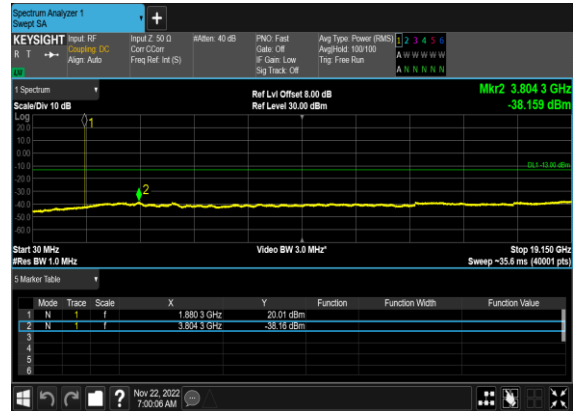 Spectrum Analyzer 1
Swept SA
+
KEYSIGHT Input: RF Input Z: 50 Ω #Atten: 40 dB PNO: Fast Avg Type: Power (RMS) 1 2 3 4 5 6
R T Coupling: DC Corr CCorr Gate: Off Avg|Hold: 100/100 A W W W W W
Align: Auto Freq Ref: Int (S) IF Gain: Low Trig: Free Run
Sig Track: Off A N N N N N
LW
1 Spectrum Ref Lvl Offset 8.00 dB Mkr2 3.804 3 GHz
Scale/Div 10 dB Ref Level 30.00 dBm -38.159 dBm
Log
20.0
10.0
0.00
-10.0
-20.0
-30.0
-40.0
-50.0
-60.0
1
DL1 -13.00 dBm
2
Start 30 MHz Video BW 3.0 MHz* Stop 19.150 GHz
#Res BW 1.0 MHz Sweep ~35.6 ms (40001 pts)
5 Marker Table
Mode Trace Scale X Y Function Function Width Function Value
1 N 1 f 1.880 3 GHz 20.01 dBm
2 N 1 f 3.804 3 GHz -38.16 dBm
3
4
5
6
? Nov 22, 2022
7:00:06 AM